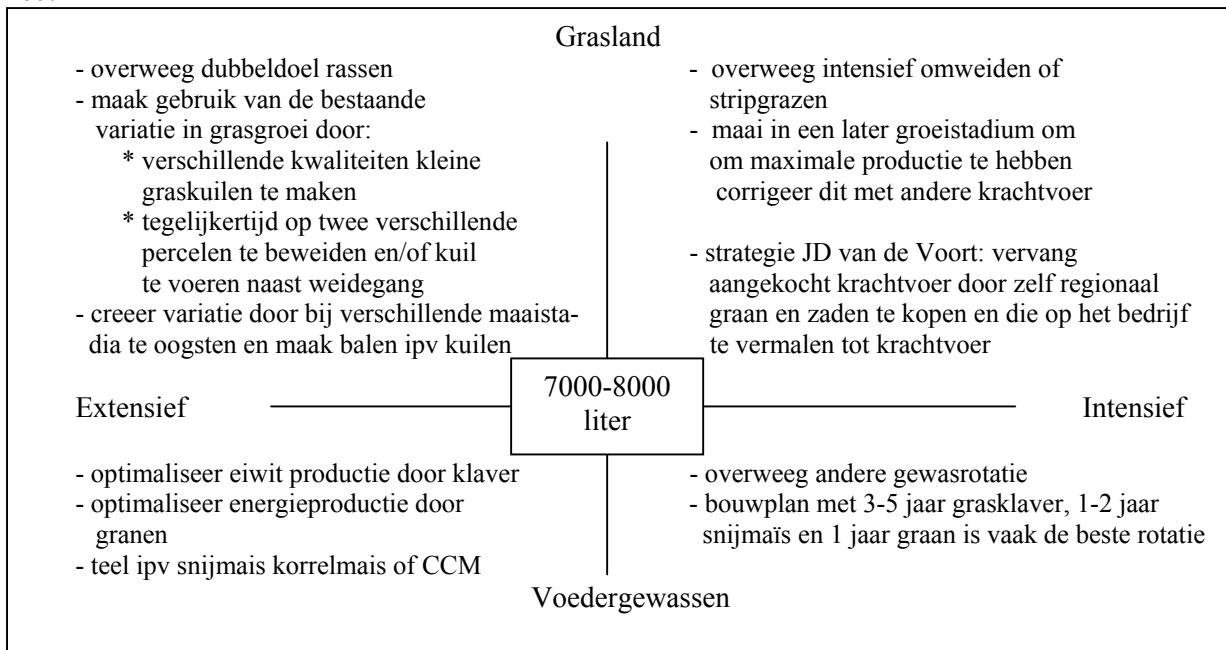 Grasland
- overweeg dubbeldoel rassen
- maak gebruik van de bestaande
variatie in grasgroei door:
* verschillende kwaliteiten kleine
graskuilen te maken
* tegelijkertijd op twee verschillende
percelen te beweiden en/of kuil
te voeren naast weidegang
- creeer variatie door bij verschillende maaista-
dia te oogsten en maak balen ipv kuilen
- overweeg intensief omweiden of
stripgrazen
- maai in een later groeistadium om
om maximale productie te hebben
corrigeer dit met andere krachtvoer
- strategie JD van de Voort: vervang
aangekocht krachtvoer door zelf regionaal
graan en zaden te kopen en die op het bedrijf
te vermalen tot krachtvoer
Extensief
7000-8000
liter
Intensief
- optimaliseer eiwit productie door klaver
- optimaliseer energieproductie door
granen
- teel ipv snijmais korrelmais of CCM
- overweeg andere gewasrotatie
- bouwplan met 3-5 jaar grasklaver, 1-2 jaar
snijmaïs en 1 jaar graan is vaak de beste rotatie
Voedergewassen